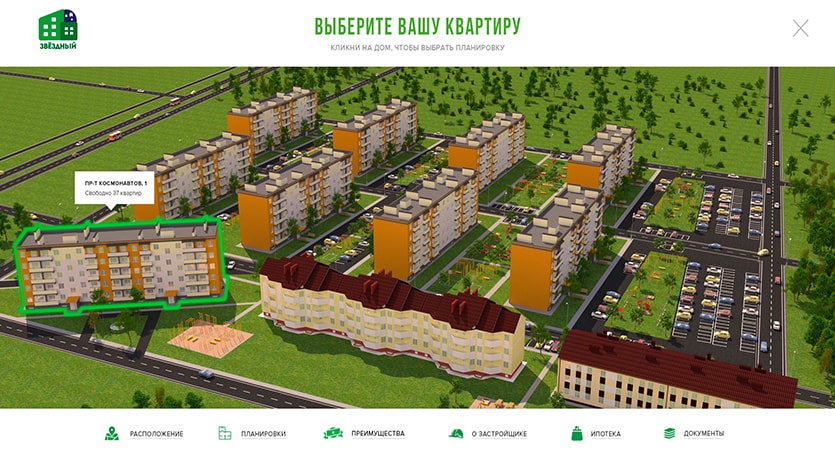 ЗВЁЗДНЫЙ
ВЫБЕРИТЕ ВАШУ КВАРТИРУ
КЛИКНИ НА ДОМ, ЧТОБЫ ВЫБРАТЬ ПЛАНИРОВКУ
ПР-Т КОСМОНАВТОВ, 1
Свободно 37 квартир
РАСПОЛОЖЕНИЕ
ПЛАНИРОВКИ
ПРЕИМУЩЕСТВА
О ЗАСТРОЙЩИКЕ
ИПОТЕКА
ДОКУМЕНТЫ